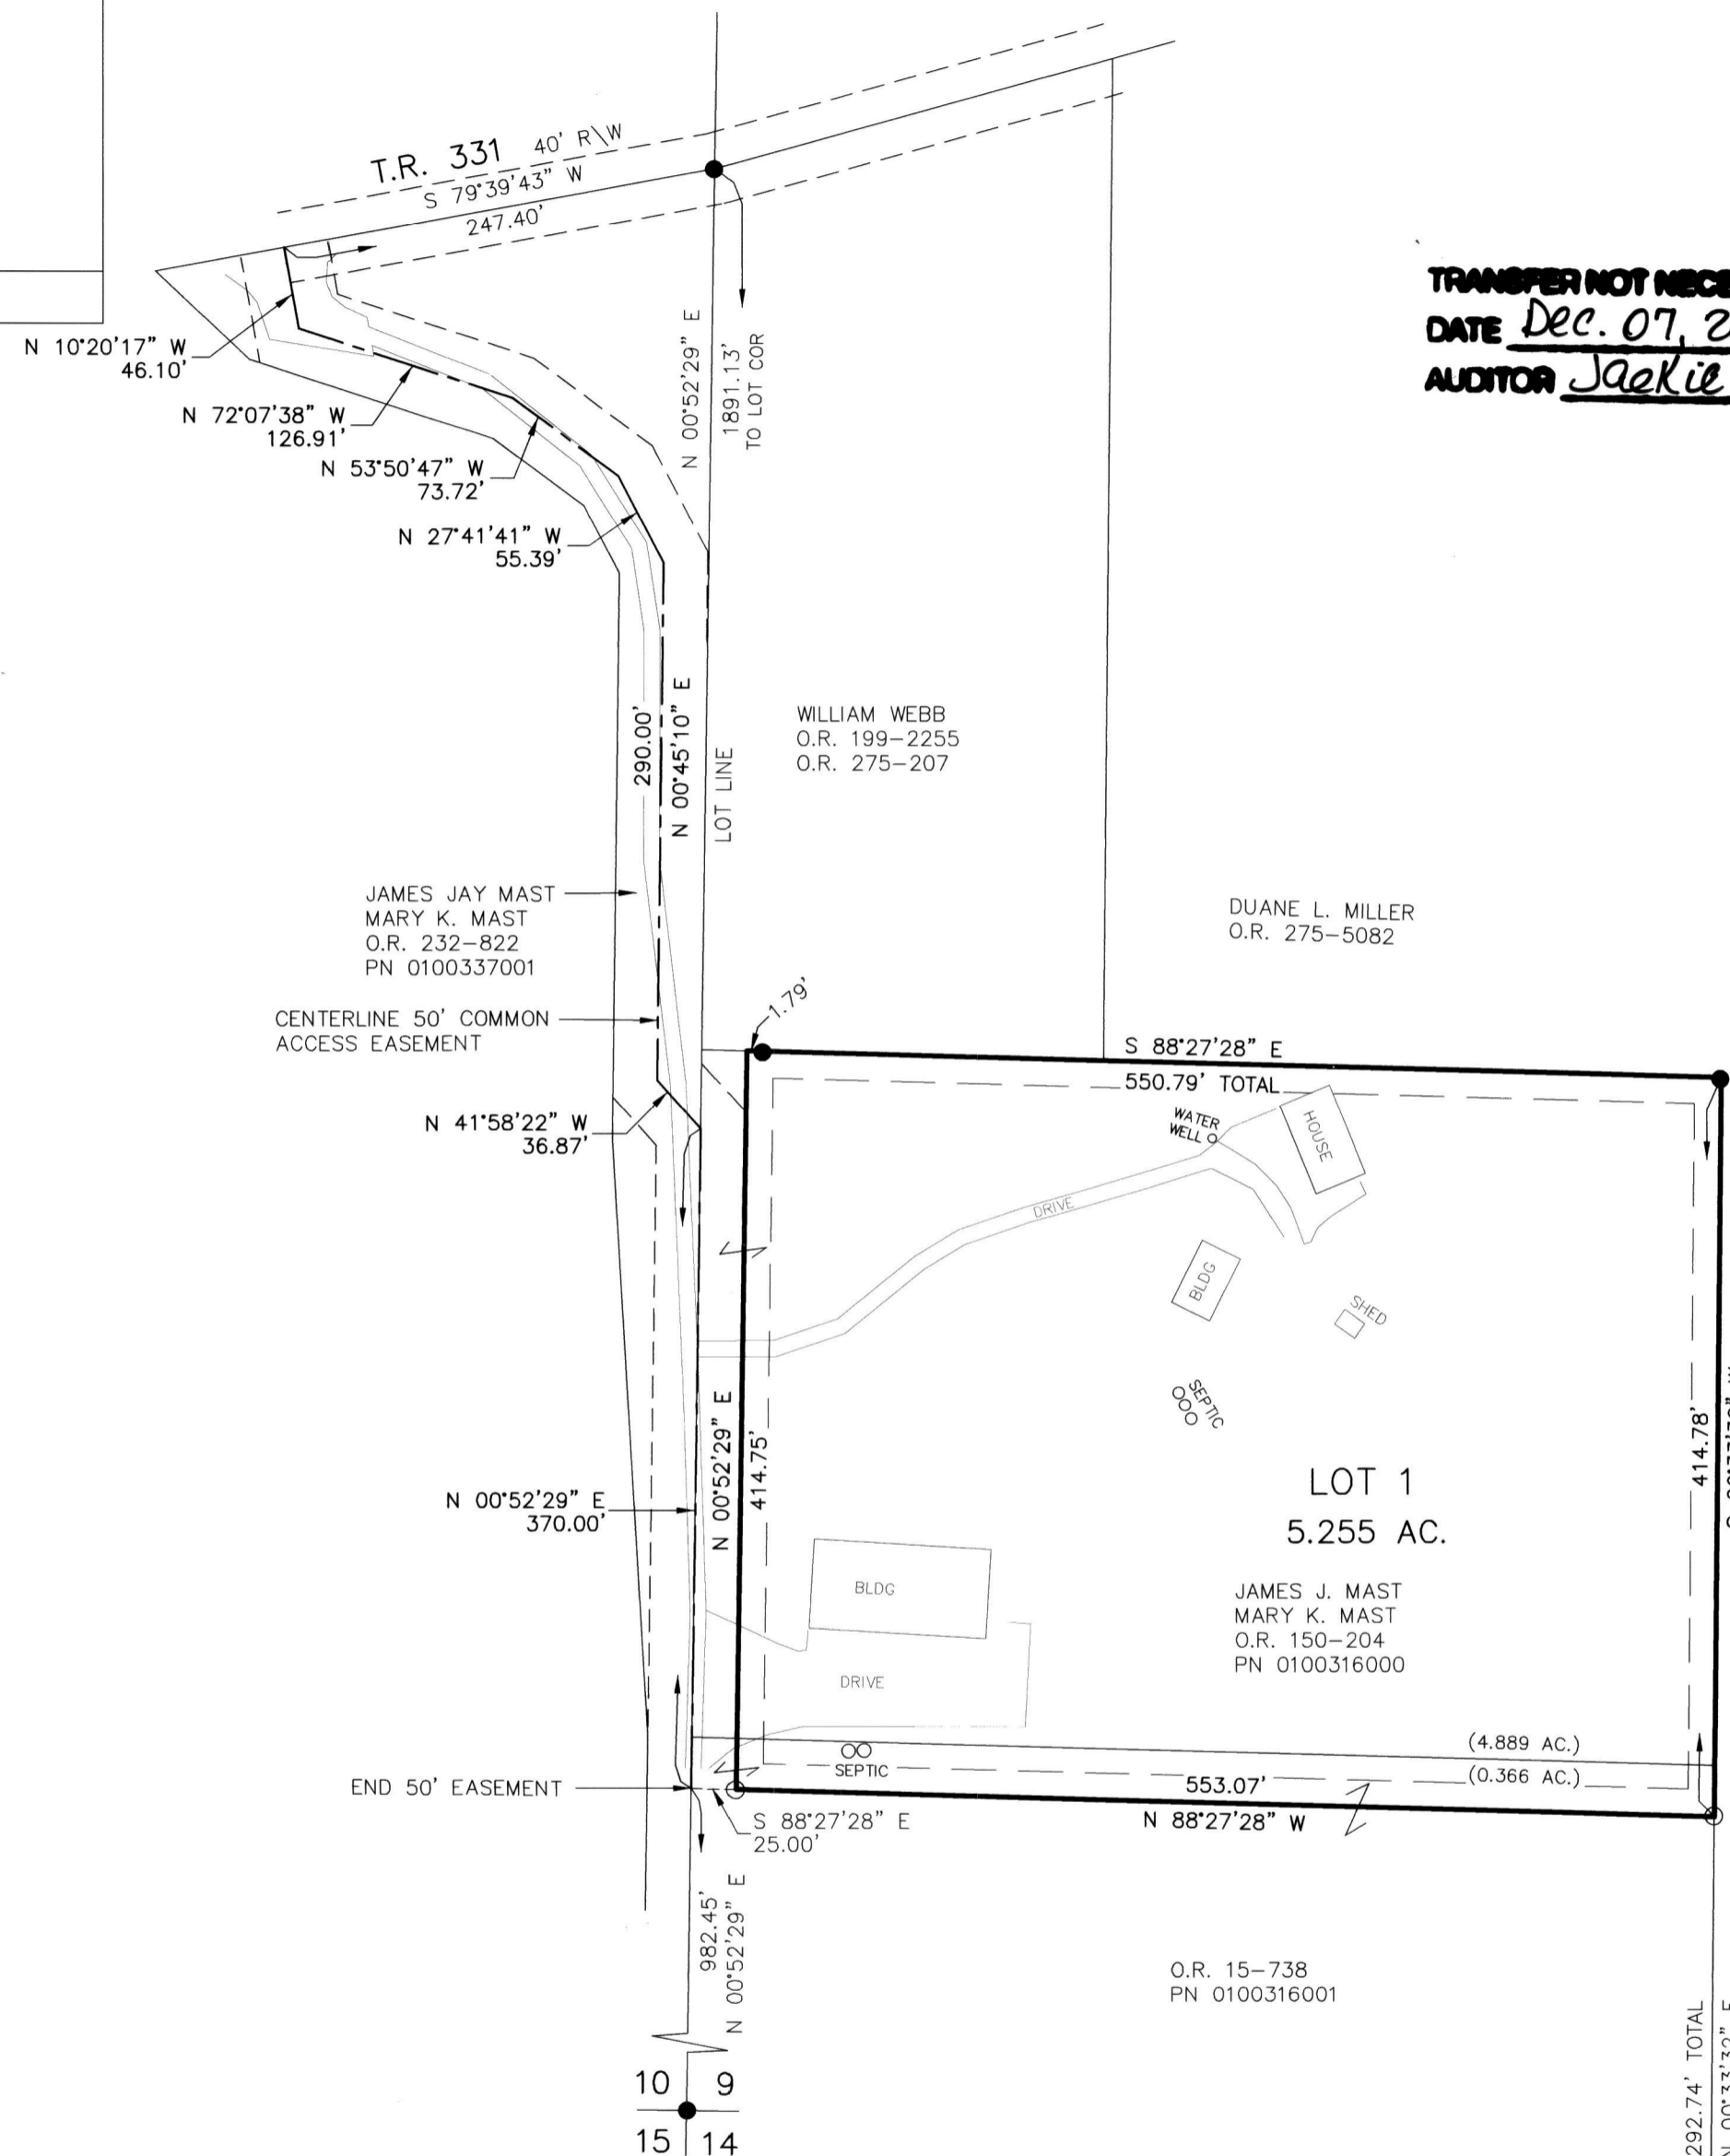 T.R. 331 40' R\W
S 79°39'43" W
247.40'
TRANSFER NOT
DATE Dec. 07,
AUDITOR Jackie
N 10°20'17" W
46.10'
N 72°07'38" W
126.91'
N 53°50'47" W
73.72'
N 27°41'41" W
55.39'
N 00°52'29" E
1891.13'
TO LOT COR
290.00'
N 00°45'10" E
LOT LINE
WILLIAM WEBB
O.R. 199-2255
O.R. 275-207
JAMES JAY MAST
MARY K. MAST
O.R. 232-822
PN 0100337001
DUANE L. MILLER
O.R. 275-5082
CENTERLINE 50' COMMON
ACCESS EASEMENT
1.79'
S 88°27'28" E
550.79' TOTAL
N 41°58'22" W
36.87'
WATER
WELL
HOUSE
DRIVE
BLDG
SHED
SEPTIC
N 00°52'29" E
414.75'
414.78'
LOT 1
5.255 AC.
N 00°52'29" E
370.00'
JAMES J. MAST
MARY K. MAST
O.R. 150-204
PN 0100316000
BLDG
DRIVE
(4.889 AC.)
SEPTIC
(0.366 AC.)
END 50' EASEMENT
553.07'
N 88°27'28" W
S 88°27'28" E
25.00'
982.45'
N 00°52'29" E
O.R. 15-738
PN 0100316001
292.74' TOTAL
N 00°33'32" E
10 9
15 14